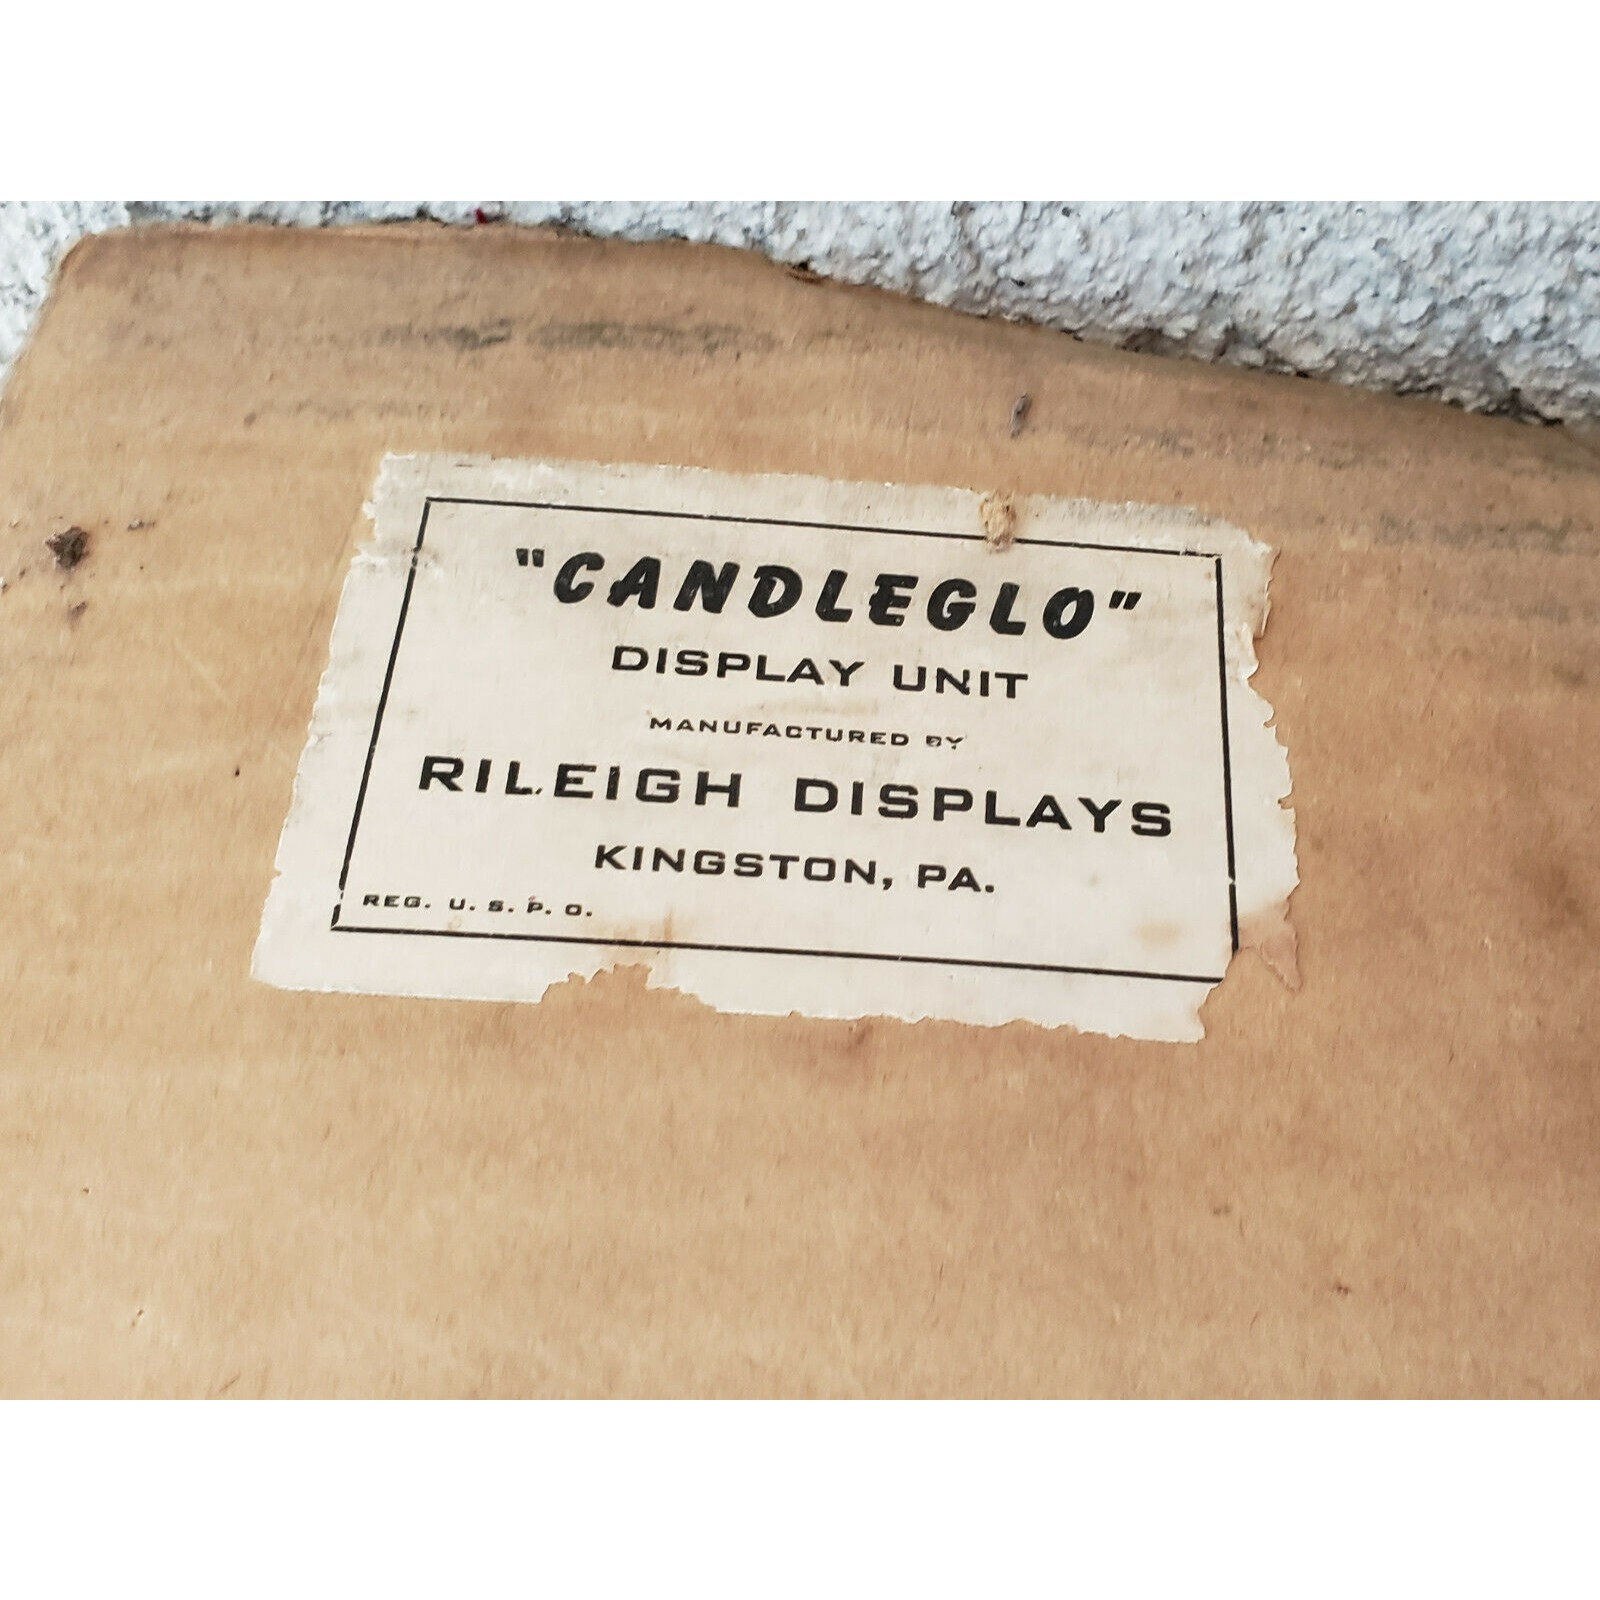 "CANDLEGLO"
DISPLAY UNIT
MANUFACTURED BY
RILEIGH DISPLAYS
KINGSTON, PA.
REG. U. S. P. O.